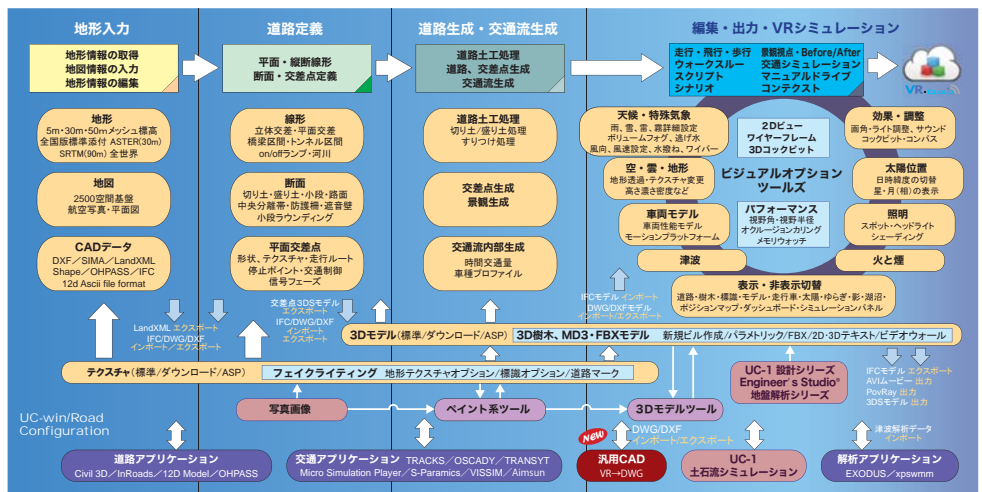 地形入力
道路定義
道路生成・交通流生成
編集・出力・VRシミュレーション
地形情報の取得
地図情報の入力
地形情報の編集
平面・縦断線形
断面・交差点定義
道路土工処理
道路、交差点生成
交通流生成
走行・飛行・歩行
ウォークスルー
スクリプト
シナリオ
景観視点・Before/After
交通シミュレーション
マニュアルドライブ
コンテクスト
地形
5m・30m・50mメッシュ標高
全国版標準添付 ASTER(30m)
SRTM(90m) 全世界
地図
2500空間基盤
航空写真・平面図
CADデータ
DXF／SIMA／LandXML
Shape／OHPASS／IFC
12d Ascii file format
線形
立体交差・平面交差
橋梁区間・トンネル区間
on/offランプ・河川
断面
切り土・盛り土・小段・路面
中央分離帯・防護柵・遮音壁
小段ラウンディング
平面交差点
形状、テクスチャ・走行ルート
停止ポイント・交通制御
信号フェーズ
道路土工処理
切り土／盛り土処理
すりつけ処理
交差点生成
景観生成
交通流内部生成
時間交通量
車種プロファイル
天候・特殊気象
雨、雪、雷、霧詳細設定
ボリュームフォグ、逃げ水
風向、風速設定、水撥ね、ワイパー
空・雲・地形
地形透過・テクスチャ変更
高さ濃さ密度など
車両モデル
車両性能モデル
モーションプラットフォーム
津波
2Dビュー
ワイヤーフレーム
3Dコックピット
ビジュアルオプション
ツールズ
パフォーマンス
視野角・視野半径
オクルージョンカリング
メモリウォッチ
効果・調整
画角・ライト調整、サウンド
コックピット・コンパス
太陽位置
日時緯度の切替
星・月(相)の表示
照明
スポット・ヘッドライト
シェーディング
火と煙
表示・非表示切替
道路・樹木・標識・モデル・走行車・太陽・ゆらぎ・影・湖沼・
ポジションマップ・ダッシュボード・シミュレーションパネル
LandXML エクスポート
IFC/DWG/DXF
インポート／エクスポート
交差点3DSモデル
エクスポート
IFC/DWG/DXF
インポート
エクスポート
IFCモデル インポート
DWG/DXFモデル
インポート/エクスポート
3Dモデル(標準/ダウンロード/ASP)
3D樹木、MD3・FBXモデル 新規ビル作成/パラメトリック/FBX/2D・3Dテキスト/ビデオウォール
テクスチャ(標準/ダウンロード/ASP)
フェイクライティング 地形テクスチャオプション/標識オプション/道路マーク
UC-1 設計シリーズ
Engineer's Studio®
地盤解析シリーズ
IFCモデル エクスポート
AVIムービー 出力
PovRay 出力
3DSモデル 出力
写真画像
ペイント系ツール
3Dモデルツール
UC-win/Road
Configuration
New
DWG/DXF
インポート/エクスポート
津波解析データ
インポート
道路アプリケーション
Civil 3D／InRoads／12D Model／OHPASS
交通アプリケーション TRACKS／OSCADY／TRANSYT
Micro Simulation Player／S-Paramics／VISSIM／Aimsun
汎用CAD
VR→DWG
UC-1
土石流シミュレーション
解析アプリケーション
EXODUS／xpswmm